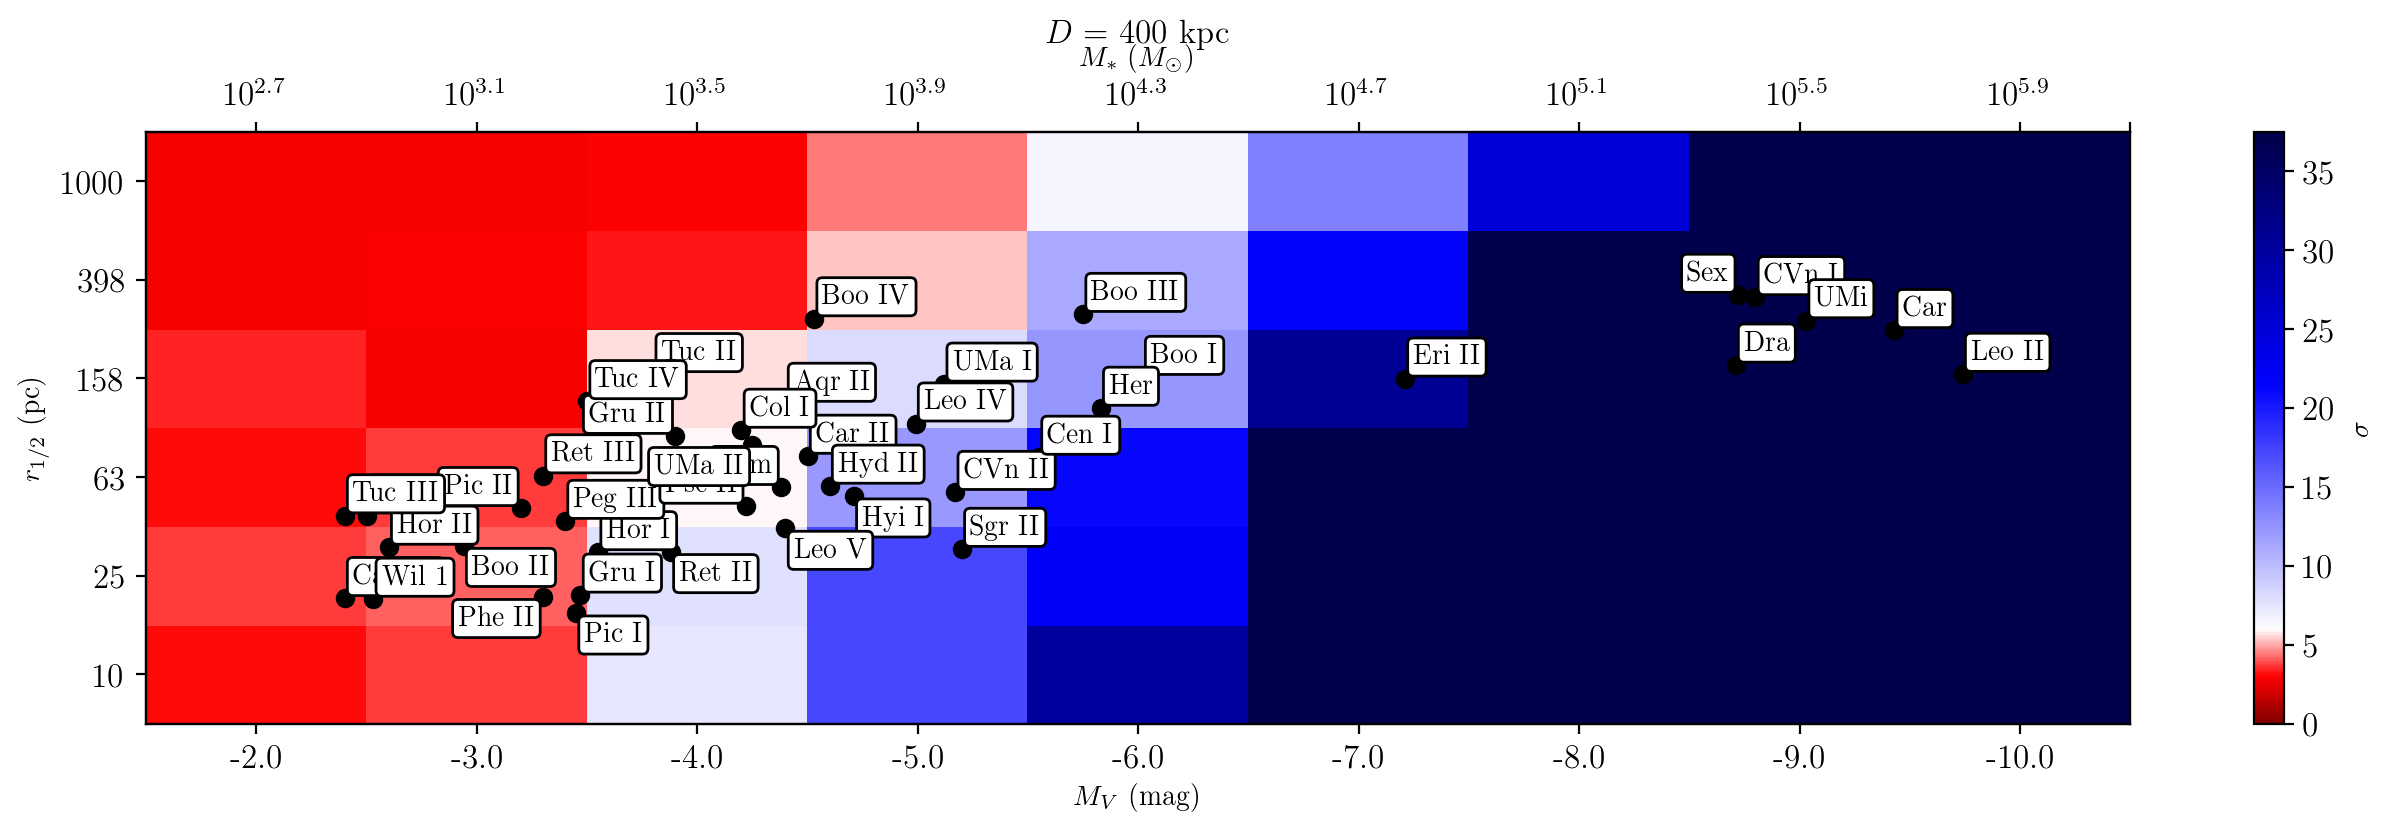 D = 400 kpc
M* (M⊙)
10^2.7 10^3.1 10^3.5 10^3.9 10^4.3 10^4.7 10^5.1 10^5.5 10^5.9
1000
398
158
63
25
10
r1/2 (pc)
Boo IV
Boo III
Sex
CVn I
UMi
Car
Dra
Leo II
Tuc II
Tuc IV
UMa I
Boo I
Eri II
Aqr II
Her
Gru II
Col I
Leo IV
Car II
Cen I
Ret III
UMa II
Hyd II
CVn II
Pic II
Tuc III
Peg III
Hor II
Hor I
Hyi I
Sgr II
Leo V
Boo II
Wil 1
Gru I
Ret II
Phe II
Pic I
-2.0 -3.0 -4.0 -5.0 -6.0 -7.0 -8.0 -9.0 -10.0
MV (mag)
35
30
25
20
15
10
5
0
σ